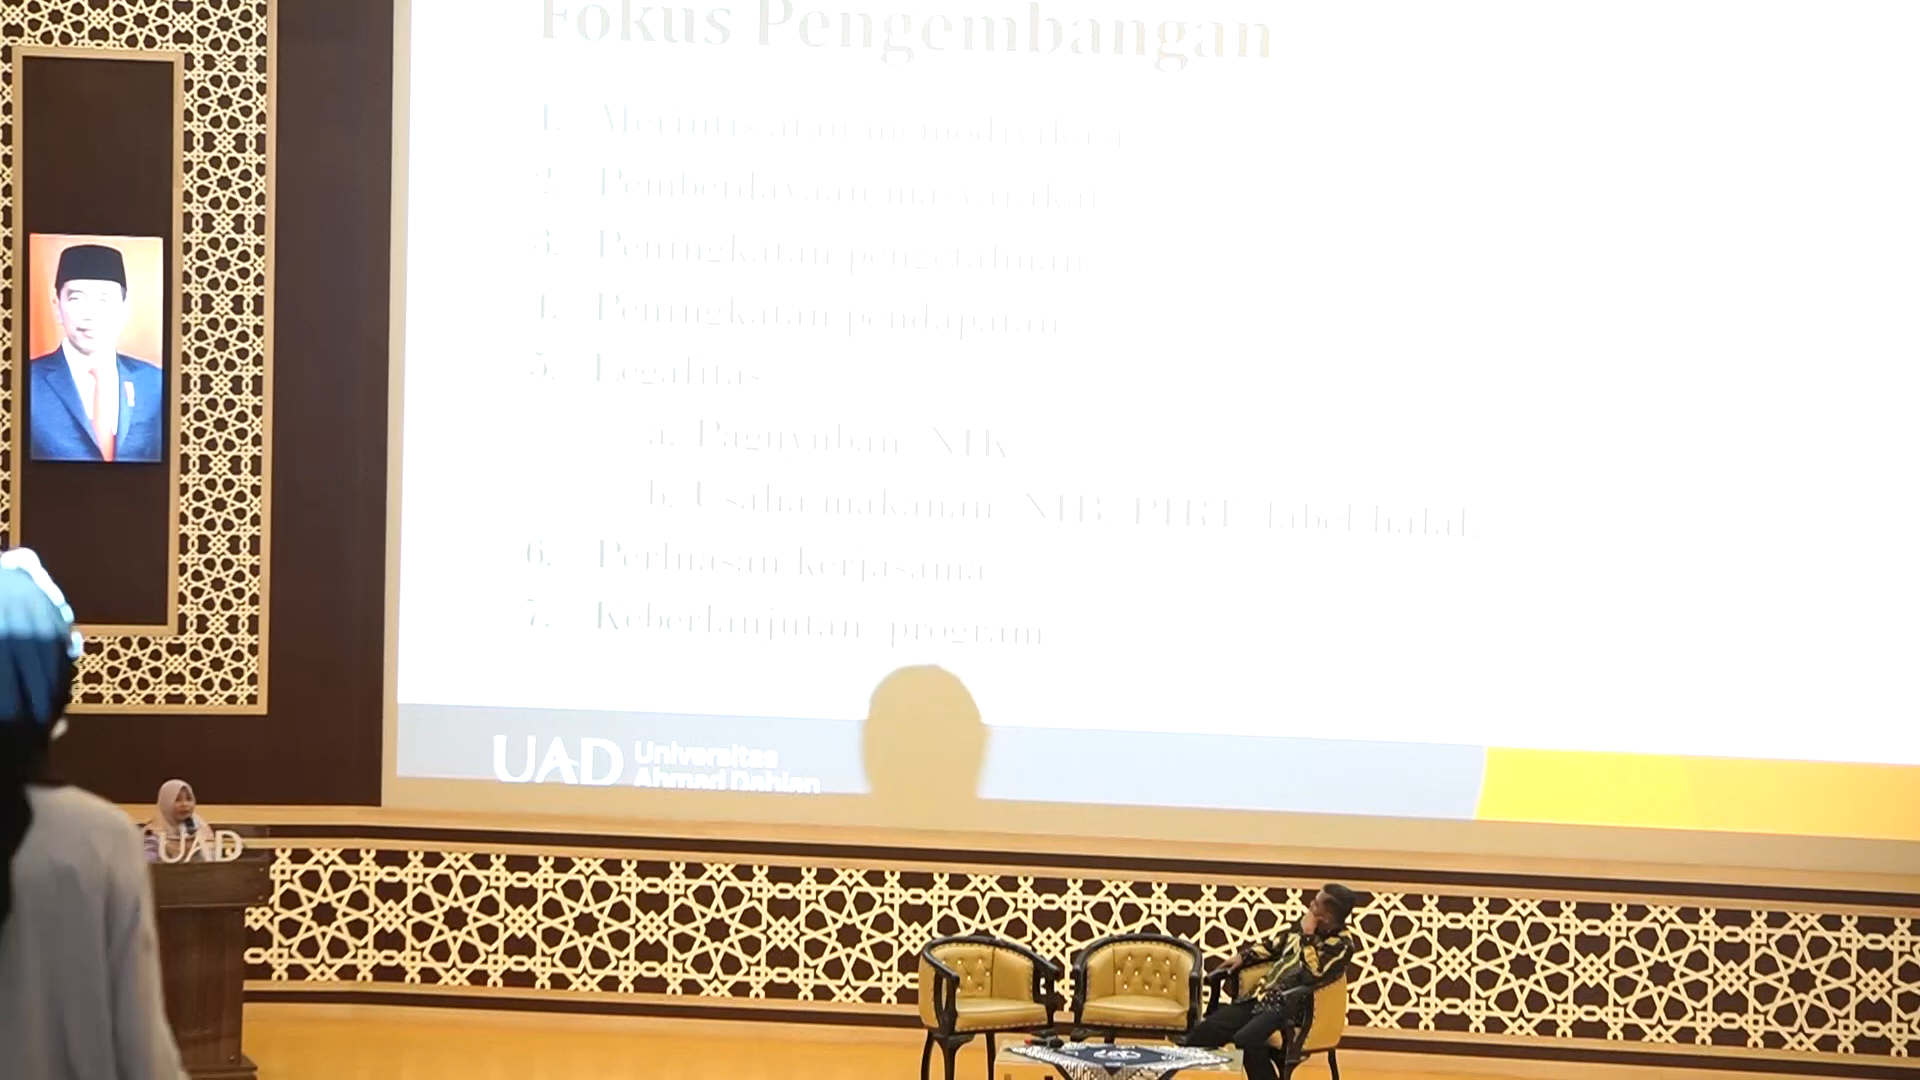 Fokus Pengembangan
1. Merintis atau memodivikasi
2. Pemberdayaan masyarakat
3. Peningkatan pengetahuan
4. Peningkatan pendapatan
5. Legalitas
a. Paguyuban NIK
b. Usaha makanan NIB, PIRT label halal,
6. Perluasan kerjasama
7. Keberlanjutan program
UAD Universitas
Ahmad Dahlan
UAD